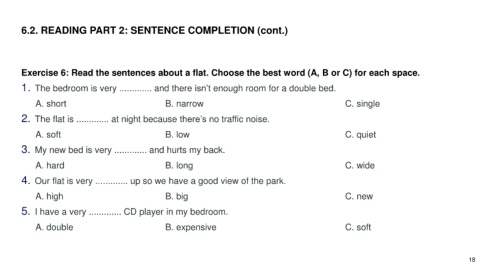 6.2. READING PART 2: SENTENCE COMPLETION (cont.)
Exercise 6: Read the sentences about a flat. Choose the best word (A, B or C) for each space.
1. The bedroom is very ............. and there isn't enough room for a double bed.
A. short B. narrow C. single
2. The flat is ............. at night because there's no traffic noise.
A. soft B. low C. quiet
3. My new bed is very ............. and hurts my back.
A. hard B. long C. wide
4. Our flat is very ............. up so we have a good view of the park.
A. high B. big C. new
5. I have a very ............. CD player in my bedroom.
A. double B. expensive C. soft
18